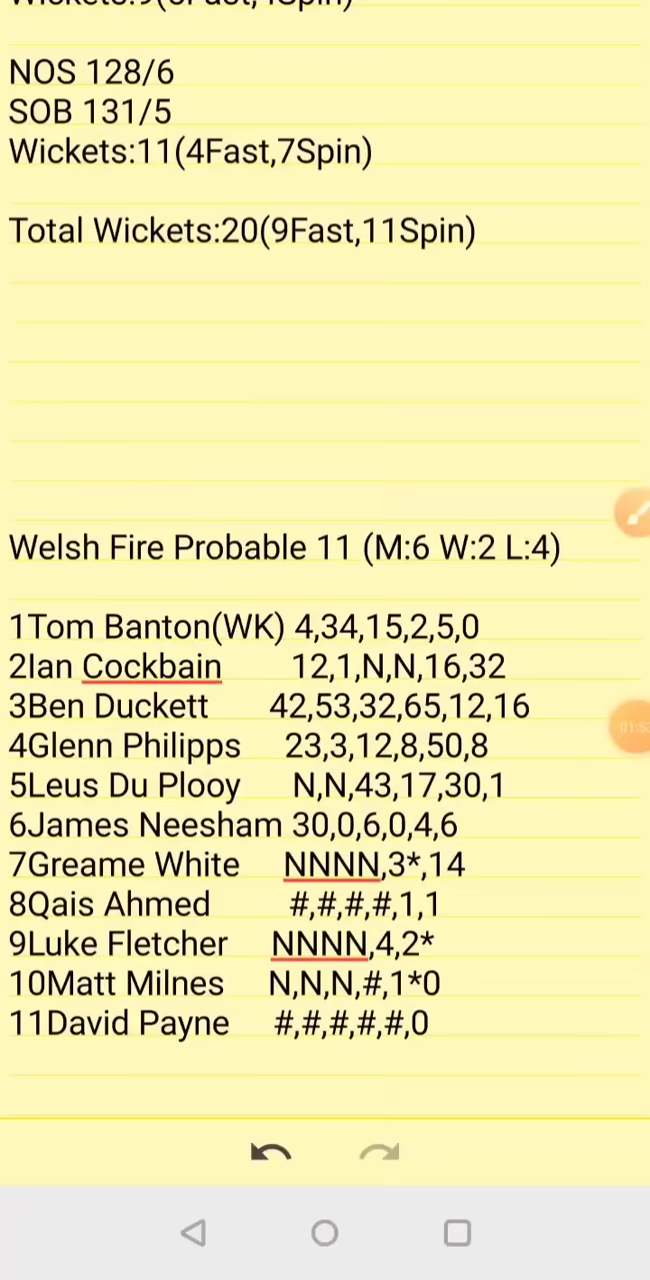 Wickets:9(5Fast,4Spin)
NOS 128/6
SOB 131/5
Wickets:11(4Fast,7Spin)
Total Wickets:20(9Fast,11Spin)
Welsh Fire Probable 11 (M:6 W:2 L:4)
1Tom Banton(WK) 4,34,15,2,5,0
2Ian Cockbain 12,1,N,N,16,32
3Ben Duckett 42,53,32,65,12,16
4Glenn Philipps 23,3,12,8,50,8
5Leus Du Plooy N,N,43,17,30,1
6James Neesham 30,0,6,0,4,6
7Greame White NNNN,3*,14
8Qais Ahmed #,#,#,#,1,1
9Luke Fletcher NNNN,4,2*
10Matt Milnes N,N,N,#,1*0
11David Payne #,#,#,#,#,0